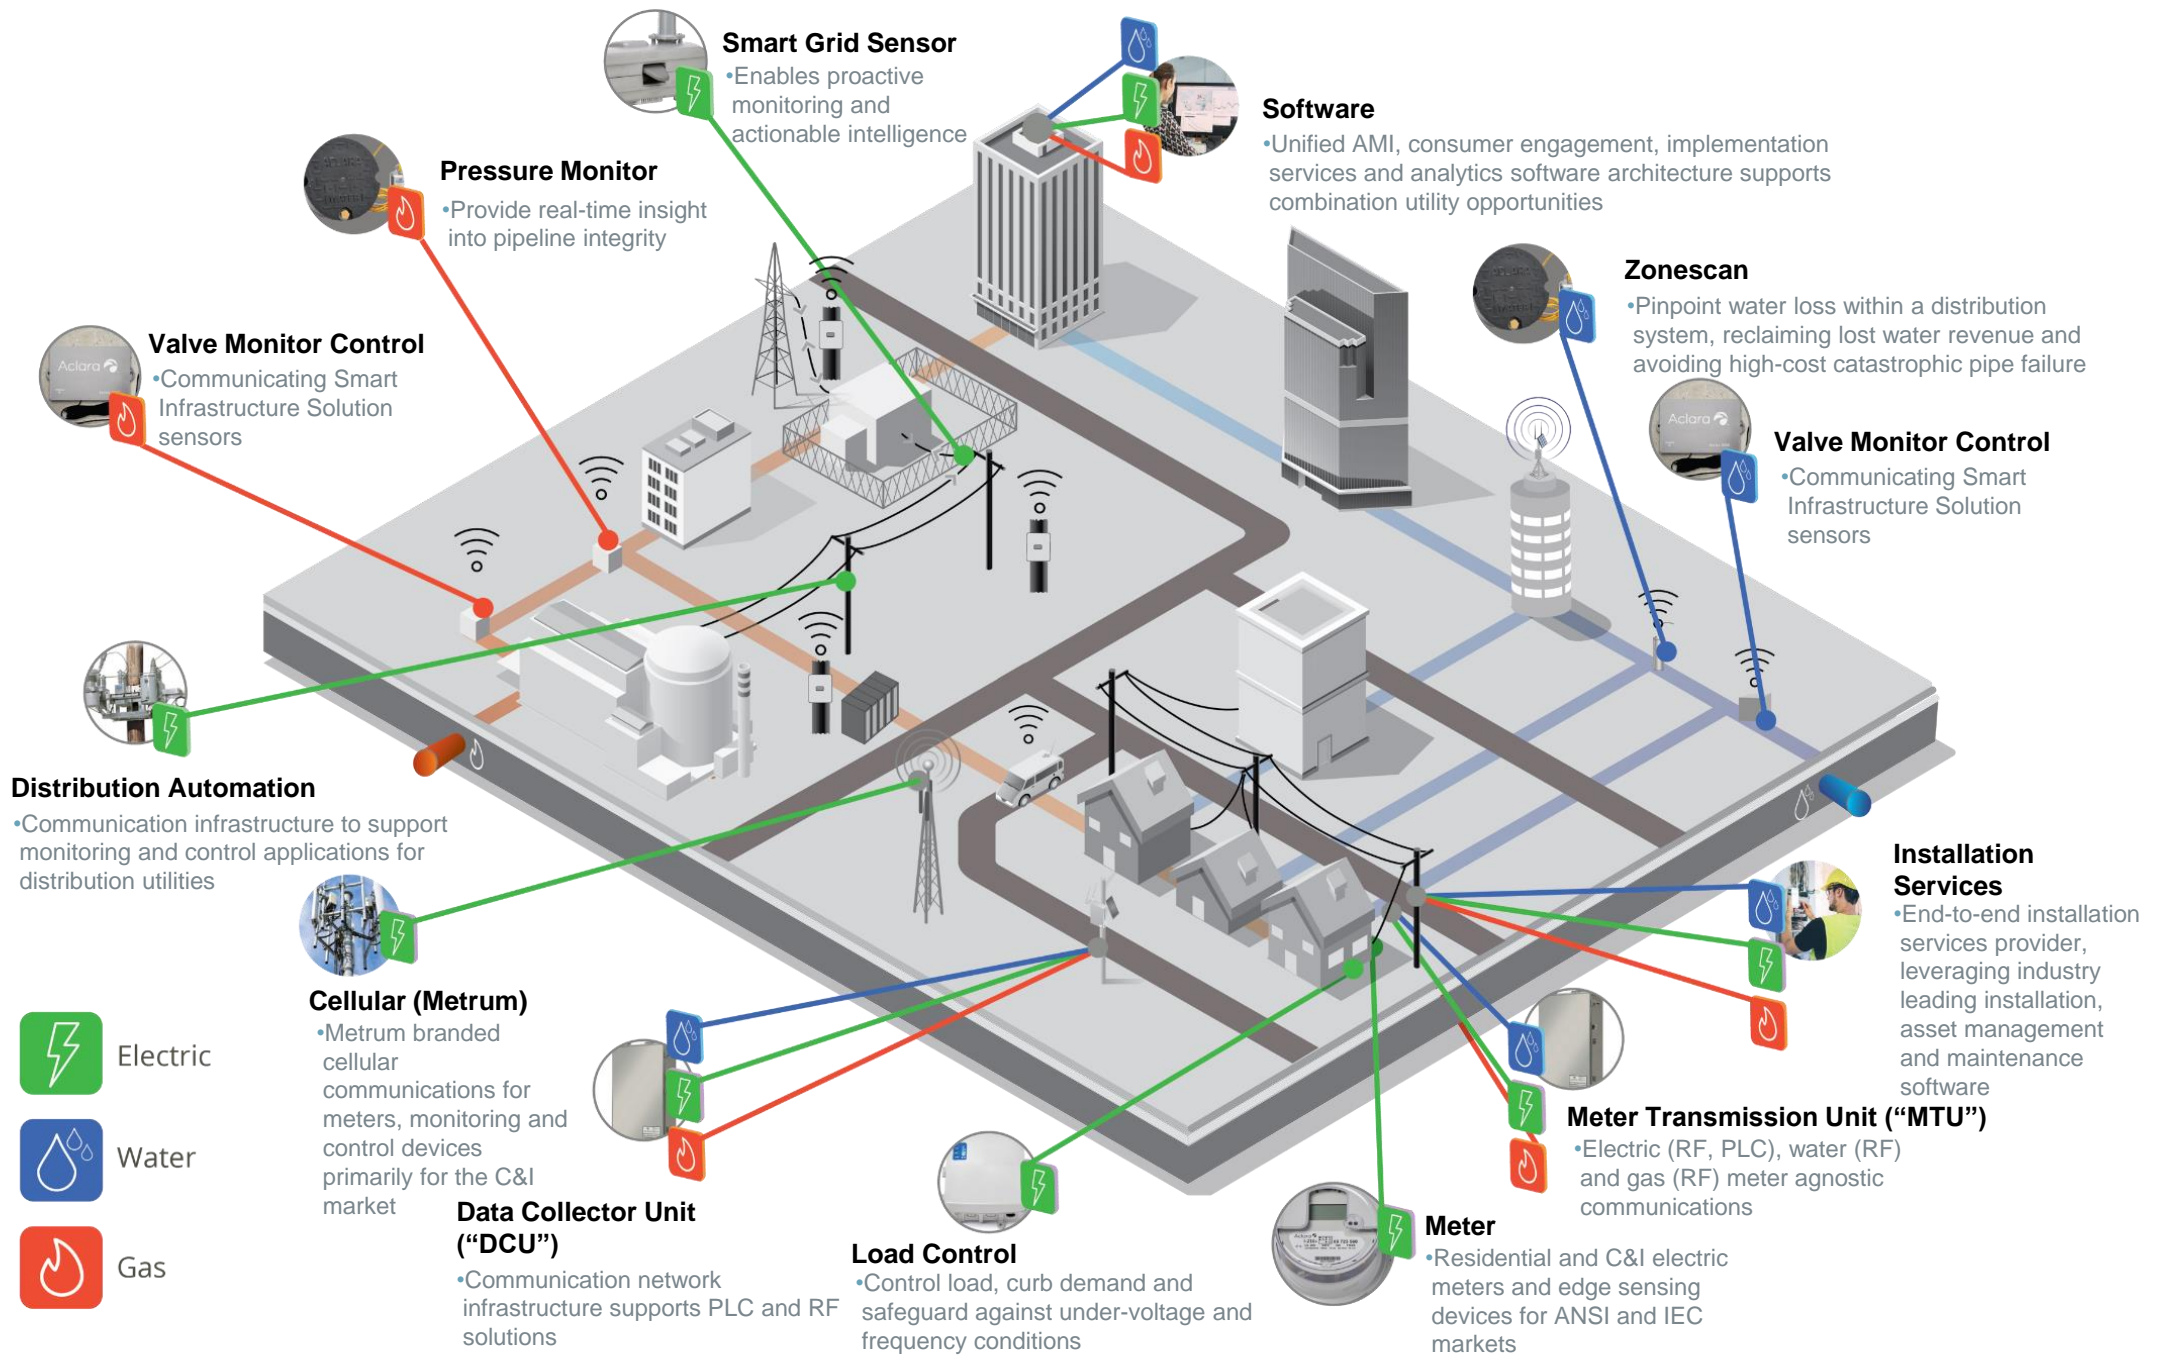 Smart Grid Sensor
•Enables proactive
monitoring and
actionable intelligence
Software
•Unified AMI, consumer engagement, implementation
services and analytics software architecture supports
combination utility opportunities
Pressure Monitor
•Provide real-time insight
into pipeline integrity
Zonescan
•Pinpoint water loss within a distribution
system, reclaiming lost water revenue and
avoiding high-cost catastrophic pipe failure
Aclara
Valve Monitor Control
•Communicating Smart
Infrastructure Solution
sensors
Aclara
Valve Monitor Control
•Communicating Smart
Infrastructure Solution
sensors
Distribution Automation
•Communication infrastructure to support
monitoring and control applications for
distribution utilities
Installation
Services
•End-to-end installation
services provider,
leveraging industry
leading installation,
asset management
and maintenance
software
Cellular (Metrum)
•Metrum branded
cellular
communications for
meters, monitoring and
control devices
primarily for the C&I
market
Electric
Water
Gas
Data Collector Unit
(“DCU”)
•Communication network
infrastructure supports PLC and RF
solutions
Load Control
•Control load, curb demand and
safeguard against under-voltage and
frequency conditions
Meter Transmission Unit (“MTU”)
•Electric (RF, PLC), water (RF)
and gas (RF) meter agnostic
communications
Meter
•Residential and C&I electric
meters and edge sensing
devices for ANSI and IEC
markets